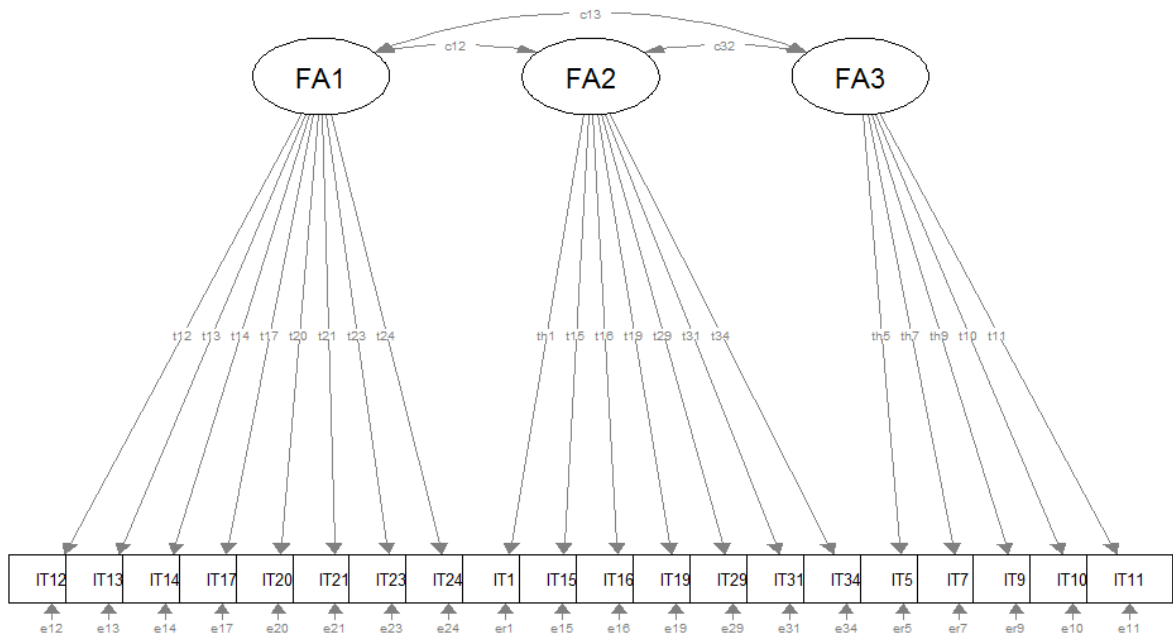 c13
c12 c32
FA1 FA2 FA3
t12 t13 t14 t17 t20 t21 t23 t24 th1 t15 t16 t19 t29 t31 t34 th5 th7 th9 t10 t11
IT12 IT13 IT14 IT17 IT20 IT21 IT23 IT24 IT1 IT15 IT16 IT19 IT29 IT31 IT34 IT5 IT7 IT9 IT10 IT11
e12 e13 e14 e17 e20 e21 e23 e24 er1 e15 e16 e19 e29 e31 e34 er5 er7 er9 e10 e11